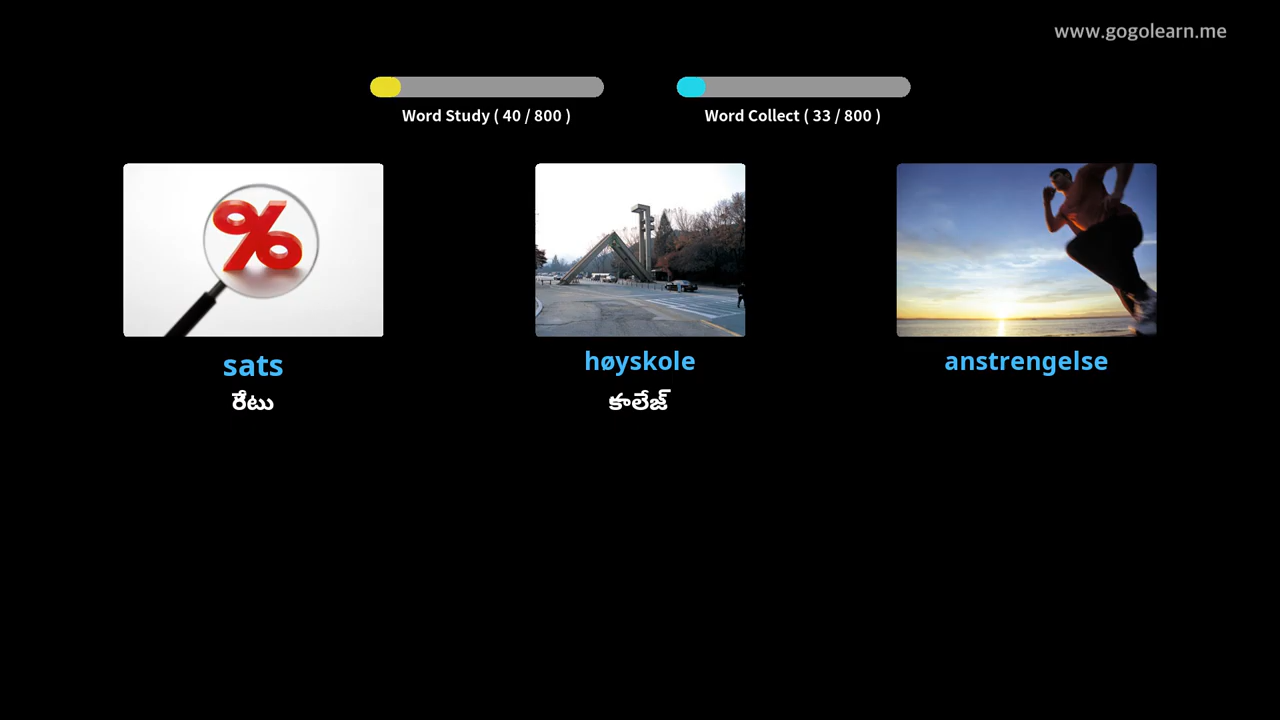 www.gogolearn.me
Word Study ( 40 / 800 )
Word Collect ( 33 / 800 )
%
sats
høyskole
anstrengelse
రేటు
కాలేజ్